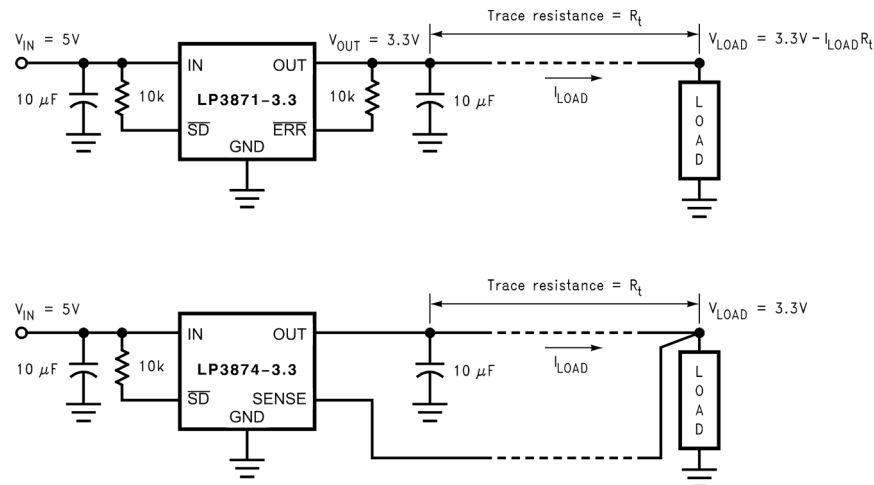 Trace resistance = Rt
VIN = 5V
VOUT = 3.3V
VLOAD = 3.3V - ILOADRt
IN
OUT
10 μF
10k
LP3871-3.3
10k
10 μF
ILOAD
SD
ERR
GND
LOAD
Trace resistance = Rt
VIN = 5V
VLOAD = 3.3V
IN
OUT
10 μF
10k
LP3874-3.3
10 μF
ILOAD
SD
SENSE
GND
LOAD